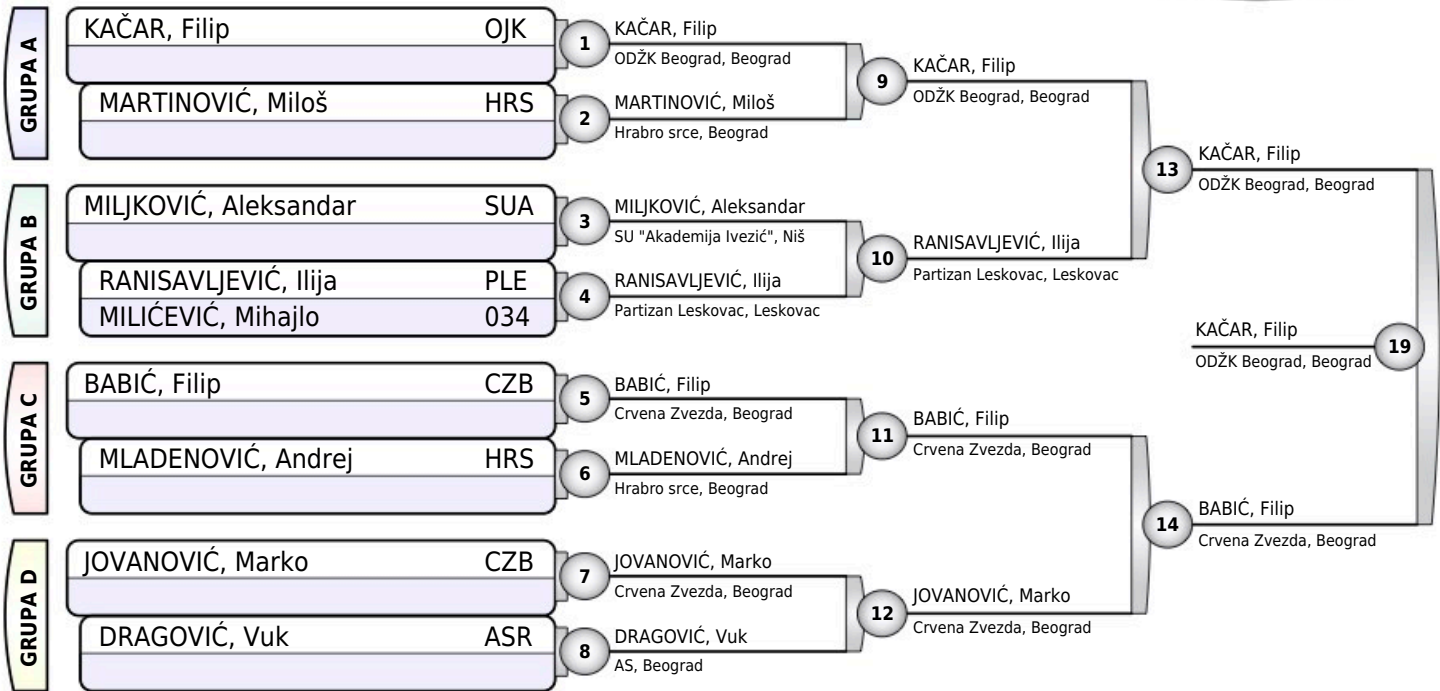 GRUPA A
KAČAR, Filip OJK
MARTINOVIĆ, Miloš HRS
1
KAČAR, Filip
ODŽK Beograd, Beograd
2
MARTINOVIĆ, Miloš
Hrabro srce, Beograd
9
KAČAR, Filip
ODŽK Beograd, Beograd
GRUPA B
MILJKOVIĆ, Aleksandar SUA
RANISAVLJEVIĆ, Ilija PLE
MILIĆEVIĆ, Mihajlo 034
3
MILJKOVIĆ, Aleksandar
SU "Akademija Ivezić", Niš
4
RANISAVLJEVIĆ, Ilija
Partizan Leskovac, Leskovac
10
RANISAVLJEVIĆ, Ilija
Partizan Leskovac, Leskovac
13
KAČAR, Filip
ODŽK Beograd, Beograd
GRUPA C
BABIĆ, Filip CZB
MLADENOVIĆ, Andrej HRS
5
BABIĆ, Filip
Crvena Zvezda, Beograd
6
MLADENOVIĆ, Andrej
Hrabro srce, Beograd
11
BABIĆ, Filip
Crvena Zvezda, Beograd
GRUPA D
JOVANOVIĆ, Marko CZB
DRAGOVIĆ, Vuk ASR
7
JOVANOVIĆ, Marko
Crvena Zvezda, Beograd
8
DRAGOVIĆ, Vuk
AS, Beograd
12
JOVANOVIĆ, Marko
Crvena Zvezda, Beograd
14
BABIĆ, Filip
Crvena Zvezda, Beograd
KAČAR, Filip
ODŽK Beograd, Beograd
19